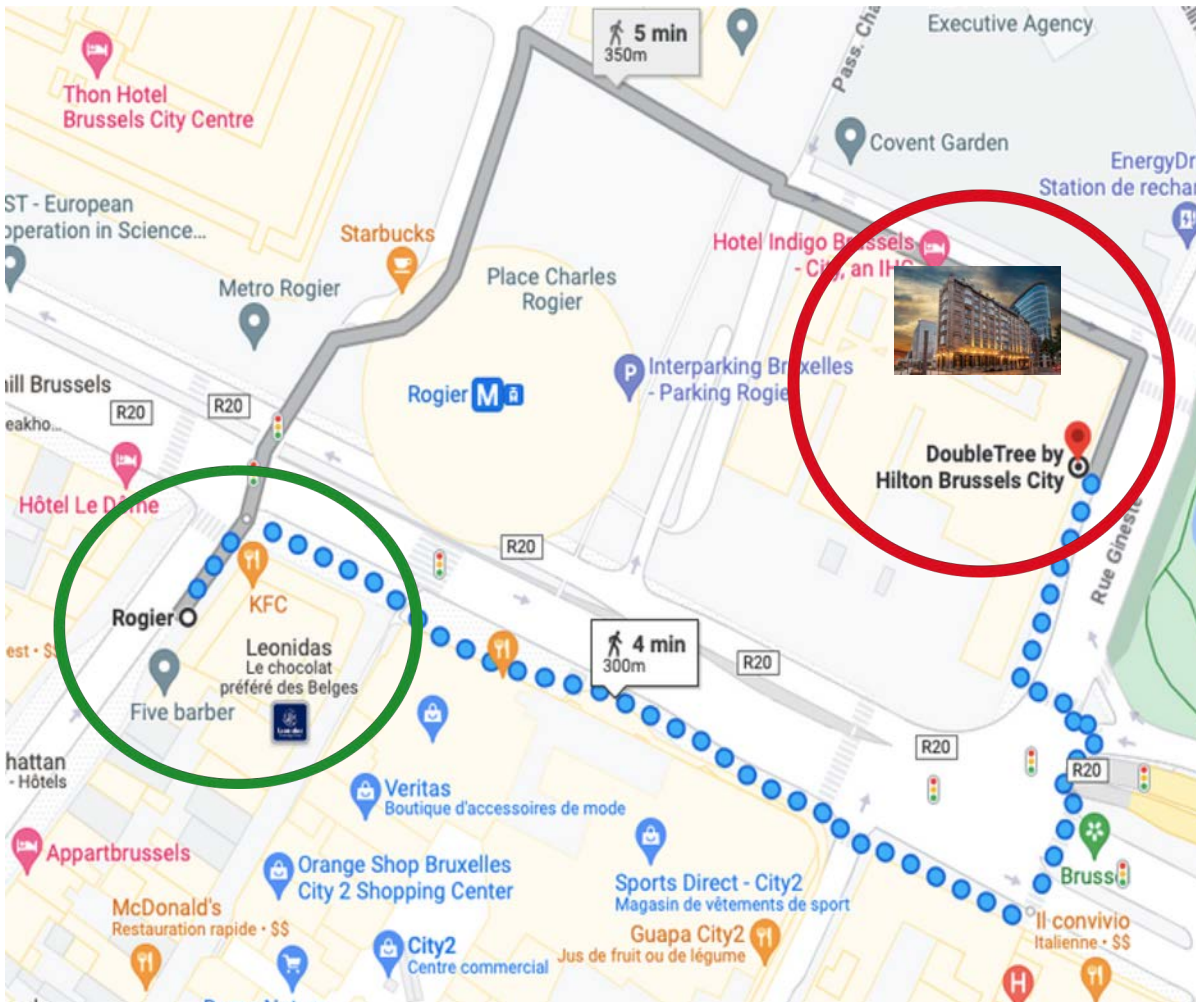 5 min
350m
Executive Agency
Pass. Cha
Thon Hotel
Brussels City Centre
Covent Garden
EnergyDr
Station de rechar
ST - European
operation in Science...
Starbucks
Hotel Indigo Brussels
- City, an IHG
Place Charles
Rogier
Metro Rogier
Interparking Bruxelles
- Parking Rogier
Rogier M
ill Brussels
eakho...
R20
R20
DoubleTree by
Hilton Brussels City
Hôtel Le Dôme
R20
Rue Gineste
KFC
Rogier
est • $$
Leonidas
Le chocolat
préféré des Belges
4 min
300m
R20
Five barber
R20
R20
hattan
- Hôtels
Veritas
Boutique d'accessoires de mode
Appartbrussels
Orange Shop Bruxelles
City 2 Shopping Center
Sports Direct - City2
Magasin de vêtements de sport
Brussel
McDonald's
Restauration rapide • $$
Guapa City2
Jus de fruit ou de légume
Il convivio
Italienne • $$
City2
Centre commercial
H